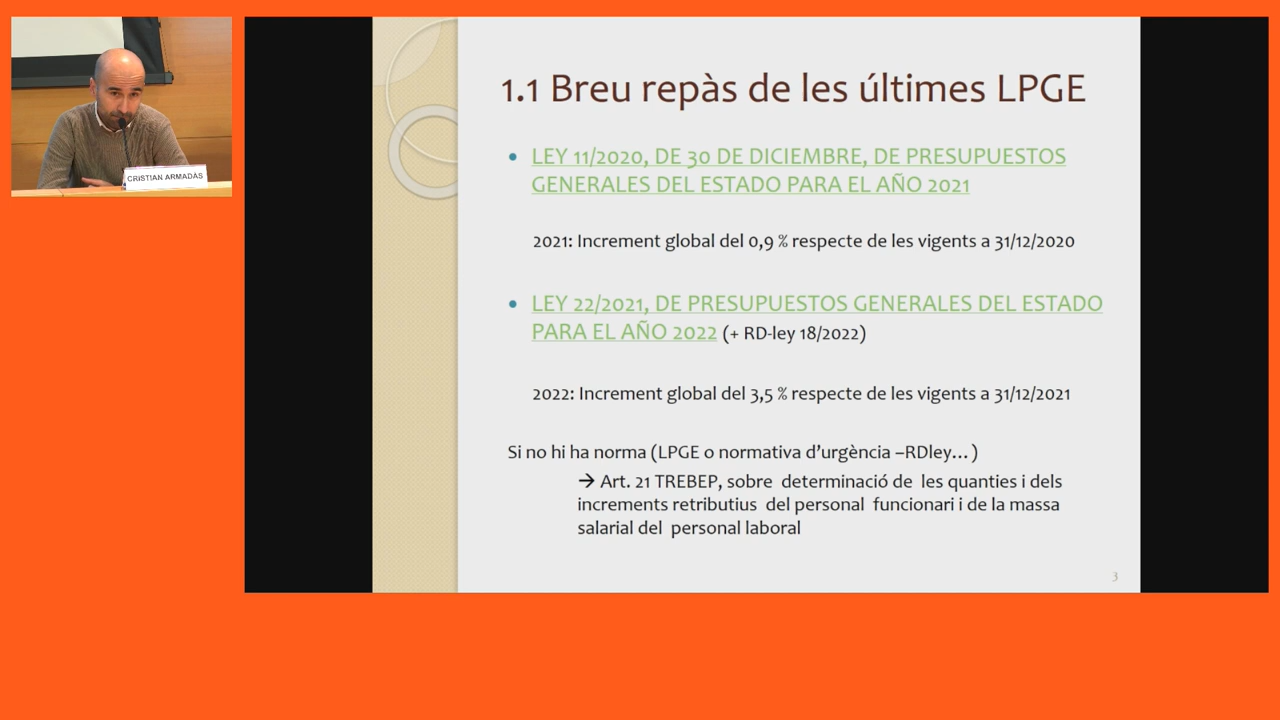 CRISTIAN ARMADÀS
1.1 Breu repàs de les últimes LPGE
• LEY 11/2020, DE 30 DE DICIEMBRE, DE PRESUPUESTOS
GENERALES DEL ESTADO PARA EL AÑO 2021
2021: Increment global del 0,9 % respecte de les vigents a 31/12/2020
• LEY 22/2021, DE PRESUPUESTOS GENERALES DEL ESTADO
PARA EL AÑO 2022 (+ RD-ley 18/2022)
2022: Increment global del 3,5 % respecte de les vigents a 31/12/2021
Si no hi ha norma (LPGE o normativa d’urgència –RDley…)
→ Art. 21 TREBEP, sobre determinació de les quanties i dels
increments retributius del personal funcionari i de la massa
salarial del personal laboral
3